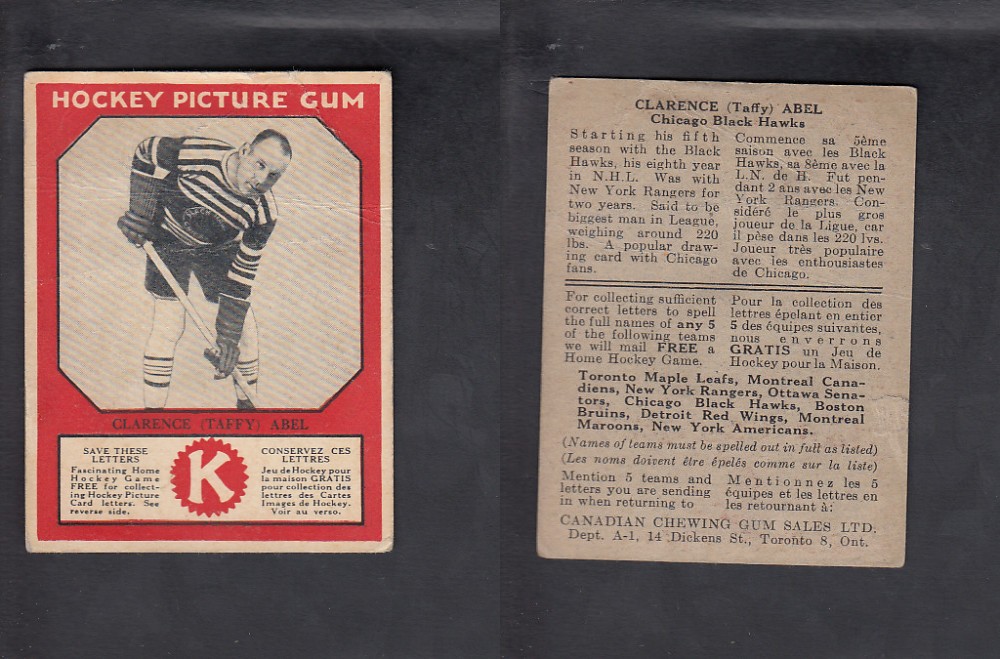 HOCKEY PICTURE GUM
CLARENCE (TAFFY) ABEL
SAVE THESE
LETTERS
Fascinating Home
Hockey Game
FREE for collect-
ing Hockey Picture
Card letters. See
reverse side.
K
CONSERVEZ CES
LETTRES
Jeu de Hockey pour
la maison GRATIS
pour collection des
lettres des Cartes
Images de Hockey.
Voir au verso.
CLARENCE (Taffy) ABEL
Chicago Black Hawks
Starting his fifth
season with the Black
Hawks, his eighth year
in N.H.L. Was with
New York Rangers for
two years. Said to be
biggest man in League,
weighing around 220
lbs. A popular draw-
ing card with Chicago
fans.
Commence sa 5ème
saison avec les Black
Hawks, sa 8ème avec la
L.N. de H. Fut pen-
dant 2 ans avec les New
York Rangers. Con-
sidéré le plus gros
joueur de la Ligue, car
il pèse dans les 220 lvs.
Joueur très populaire
avec les enthousiastes
de Chicago.
For collecting sufficient
correct letters to spell
the full names of any 5
of the following teams
we will mail FREE a
Home Hockey Game.
Pour la collection des
lettres épelant en entier
5 des équipes suivantes,
nous enverrons
GRATIS un Jeu de
Hockey pour la Maison.
Toronto Maple Leafs, Montreal Cana-
diens, New York Rangers, Ottawa Sena-
tors, Chicago Black Hawks, Boston
Bruins, Detroit Red Wings, Montreal
Maroons, New York Americans.
(Names of teams must be spelled out in full as listed)
(Les noms doivent être épelés comme sur la liste)
Mention 5 teams and
letters you are sending
in when returning to
Mentionnez les 5
équipes et les lettres en
les retournant à:
CANADIAN CHEWING GUM SALES LTD.
Dept. A-1, 14 Dickens St., Toronto 8, Ont.